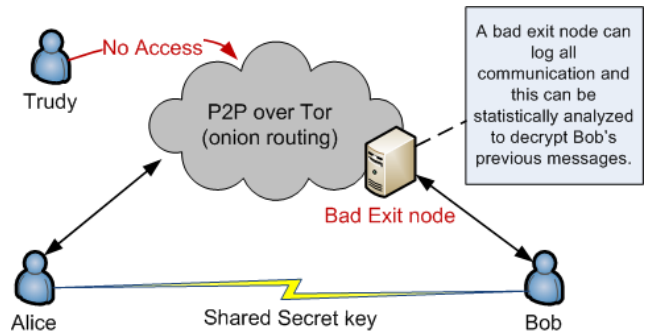 No Access
Trudy
P2P over Tor
(onion routing)
A bad exit node can
log all
communication and
this can be
statistically analyzed
to decrypt Bob's
previous messages.
Bad Exit node
Alice
Shared Secret key
Bob